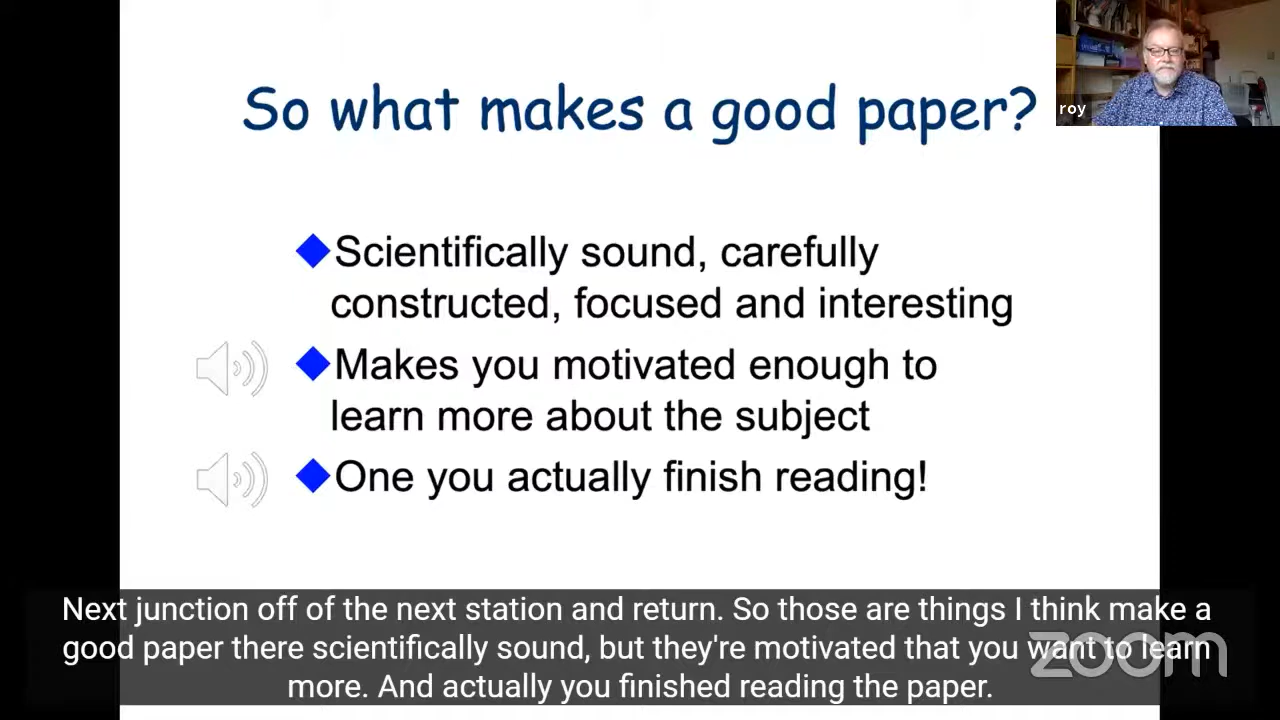 So what makes a good paper?
roy
Scientifically sound, carefully
constructed, focused and interesting
Makes you motivated enough to
learn more about the subject
One you actually finish reading!
Next junction off of the next station and return. So those are things I think make a
good paper there scientifically sound, but they're motivated that you want to learn
more. And actually you finished reading the paper.
zoom